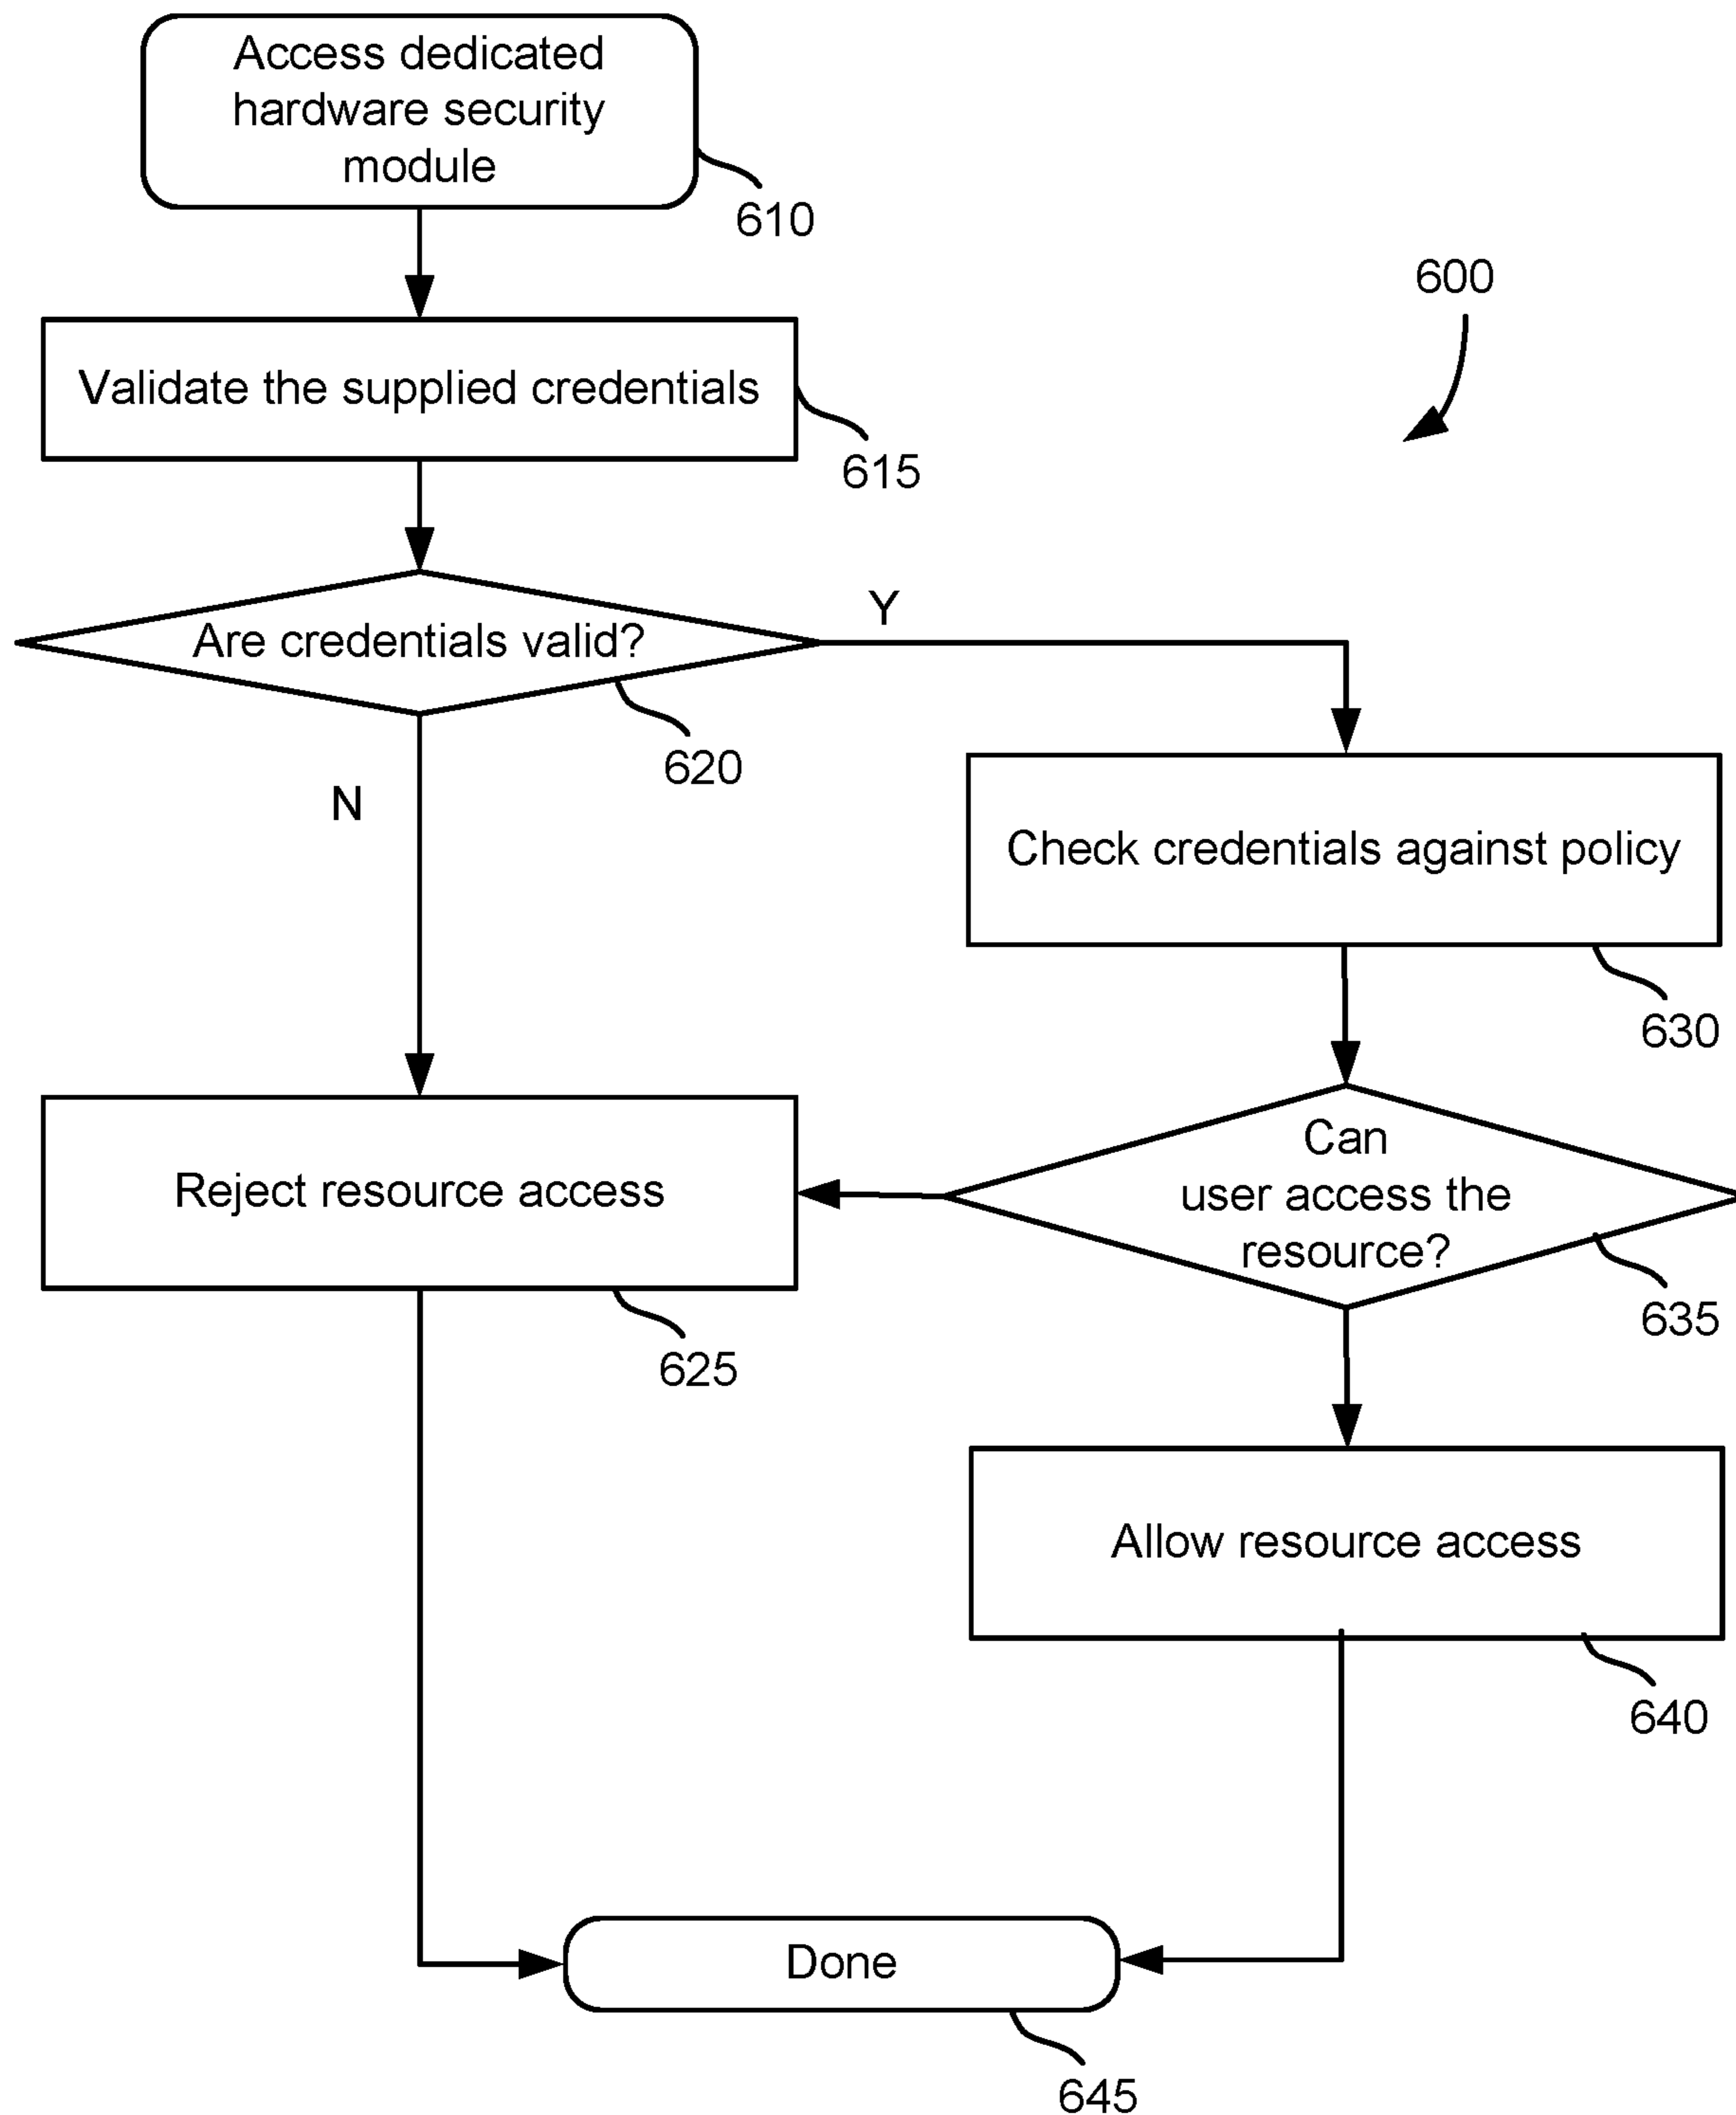 Access dedicated
hardware security
module
610
600
Validate the supplied credentials
615
Are credentials valid?
Y
620
N
Check credentials against policy
630
Can
user access the
resource?
635
Reject resource access
625
Allow resource access
640
Done
645